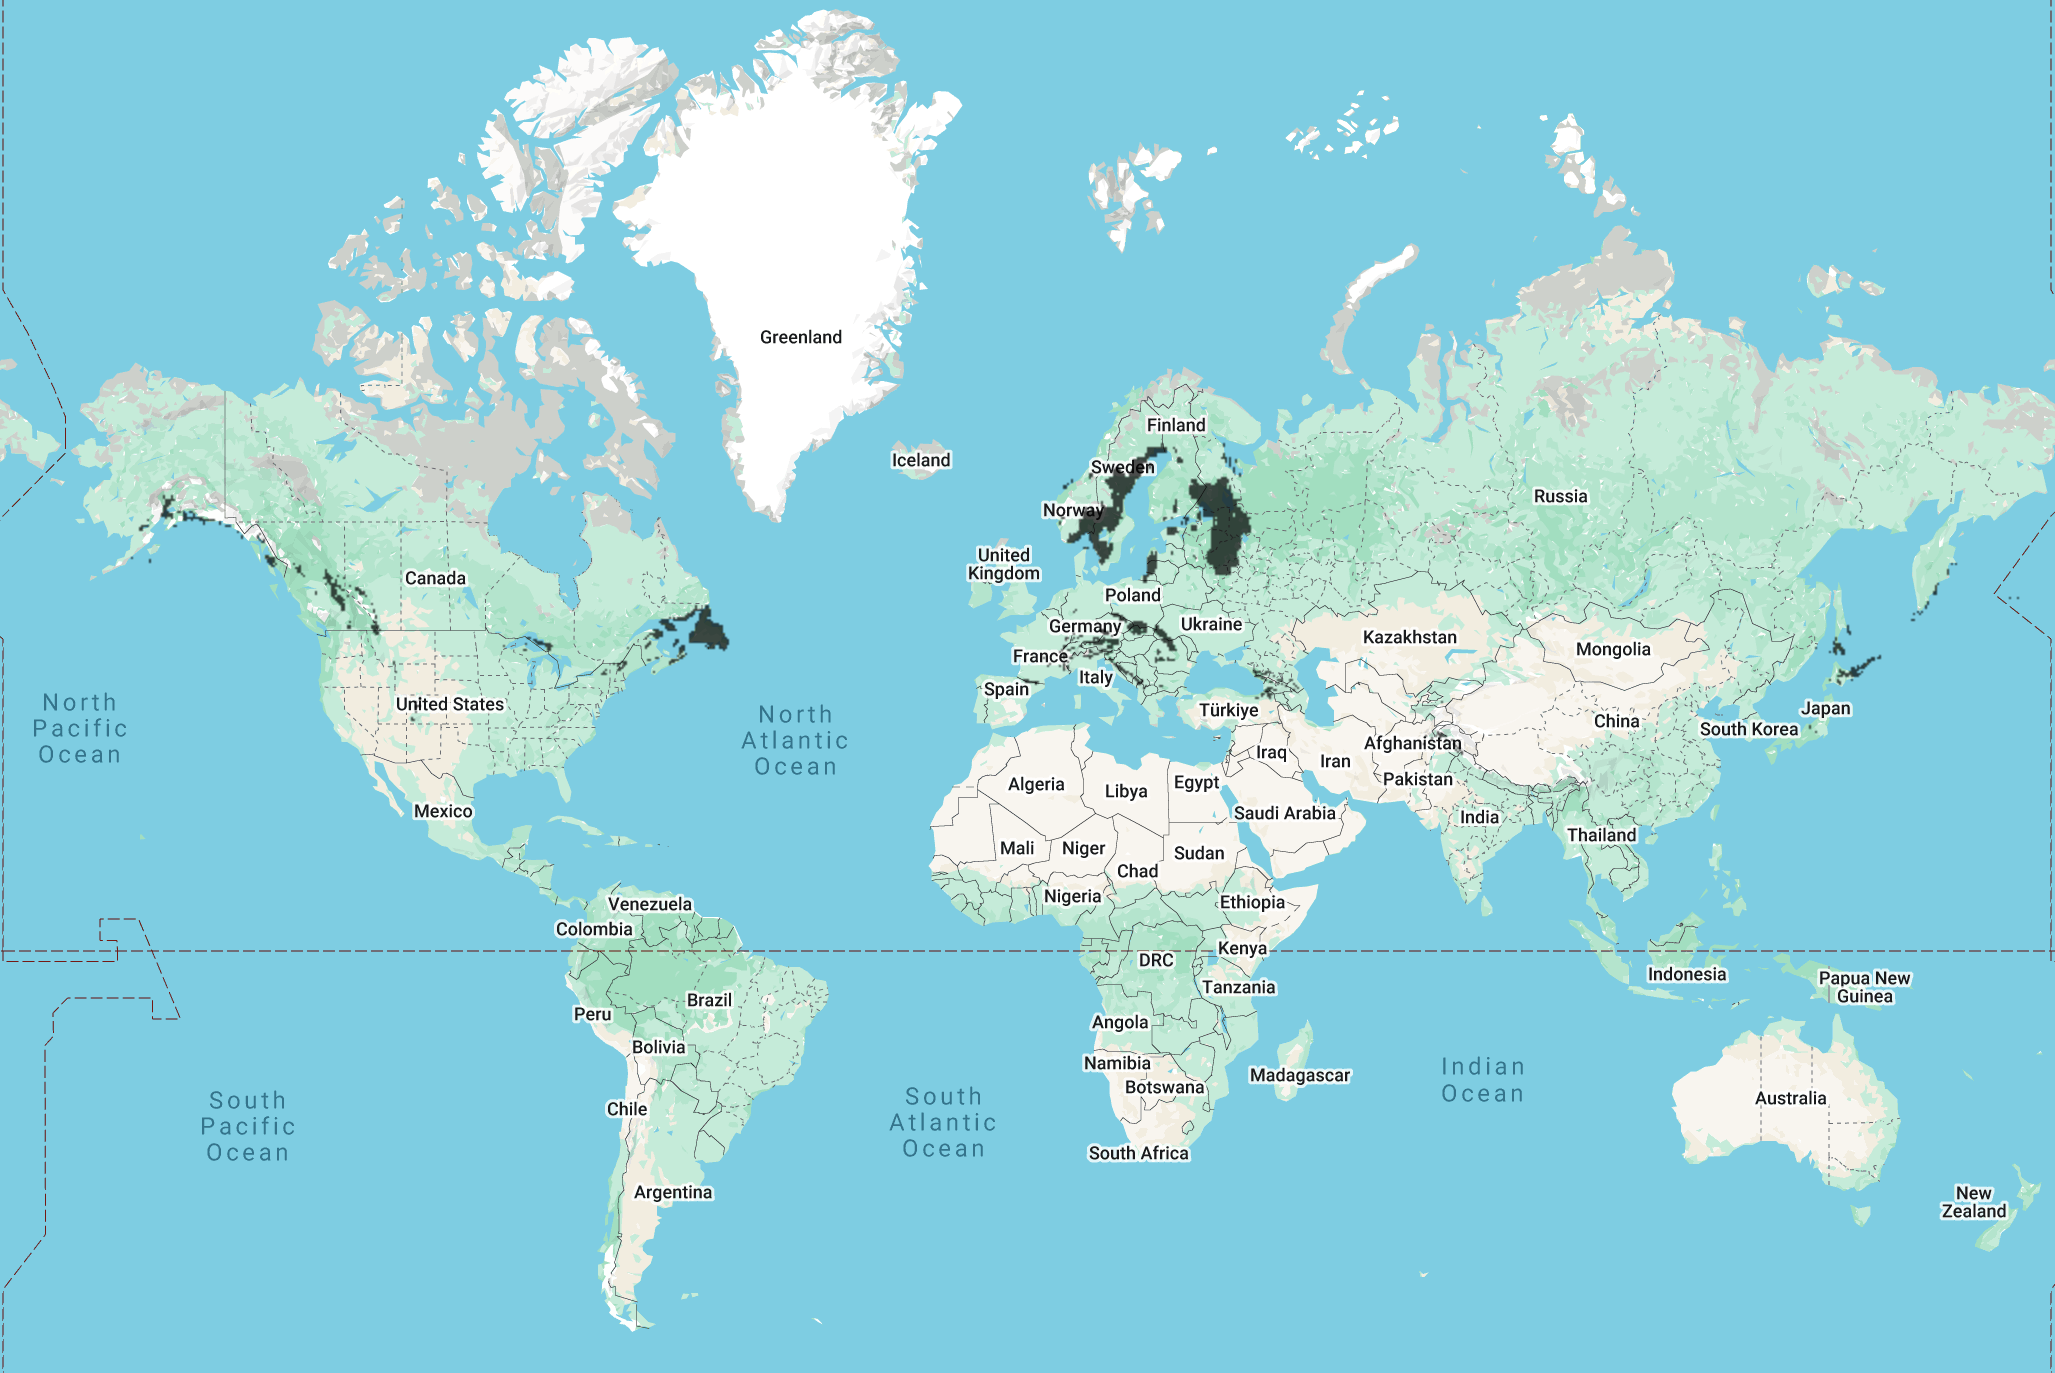 Greenland
Iceland
Finland
Sweden
Norway
Russia
United
Kingdom
Canada
Poland
Germany
Ukraine
France
Kazakhstan
Mongolia
Italy
Spain
United States
Türkiye
China
Japan
South Korea
North
Pacific
Ocean
North
Atlantic
Ocean
Afghanistan
Iraq
Iran
Pakistan
Algeria
Libya
Egypt
Saudi Arabia
India
Mexico
Thailand
Mali
Niger
Chad
Sudan
Nigeria
Ethiopia
Venezuela
Colombia
Kenya
DRC
Indonesia
Papua New
Guinea
Tanzania
Brazil
Peru
Angola
Bolivia
Namibia
Botswana
Madagascar
Indian
Ocean
Australia
Chile
South
Pacific
Ocean
South
Atlantic
Ocean
South Africa
Argentina
New
Zealand